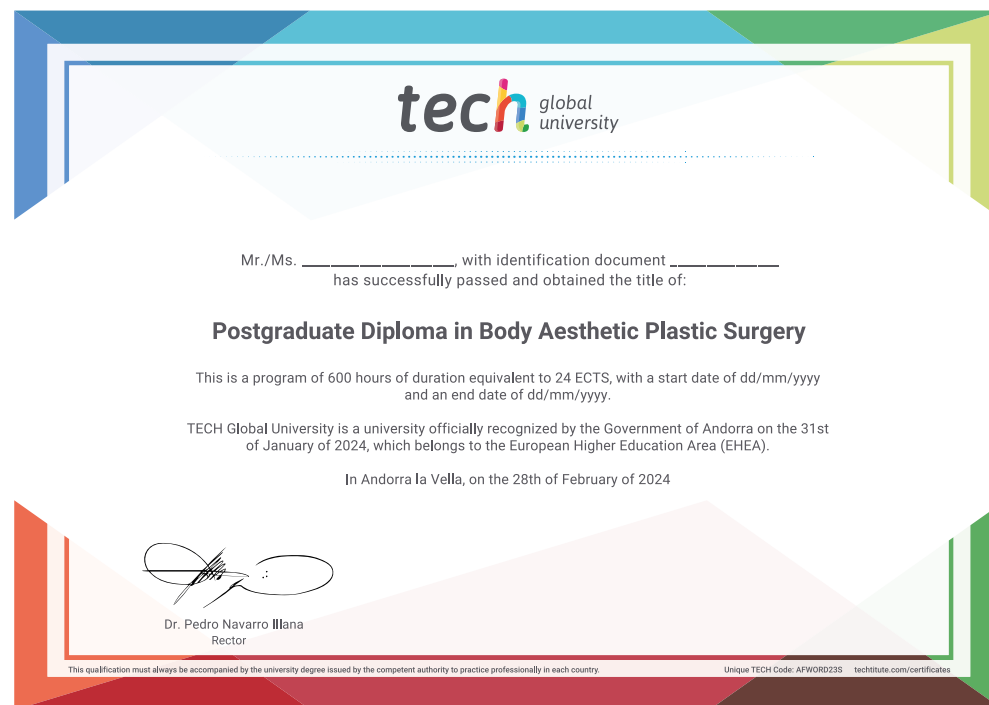 tech global university
Mr./Ms. _________________, with identification document ____________
has successfully passed and obtained the title of:
Postgraduate Diploma in Body Aesthetic Plastic Surgery
This is a program of 600 hours of duration equivalent to 24 ECTS, with a start date of dd/mm/yyyy
and an end date of dd/mm/yyyy.
TECH Global University is a university officially recognized by the Government of Andorra on the 31st
of January of 2024, which belongs to the European Higher Education Area (EHEA).
In Andorra la Vella, on the 28th of February of 2024
Dr. Pedro Navarro Illana
Rector
This qualification must always be accompanied by the university degree issued by the competent authority to practice professionally in each country.
Unique TECH Code: AFWORD23S techtitute.com/certificates